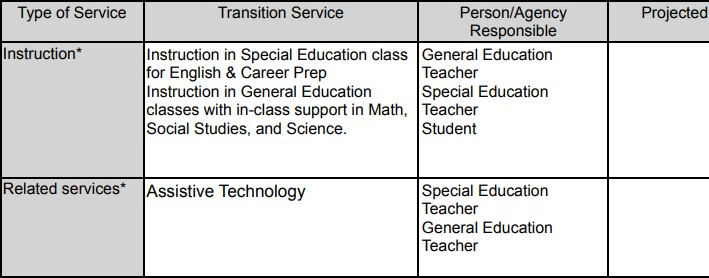 Type of Service
Transition Service
Person/Agency
Responsible
Projected
Instruction*
Instruction in Special Education class
for English & Career Prep
Instruction in General Education
classes with in-class support in Math,
Social Studies, and Science.
General Education
Teacher
Special Education
Teacher
Student
Related services*
Assistive Technology
Special Education
Teacher
General Education
Teacher